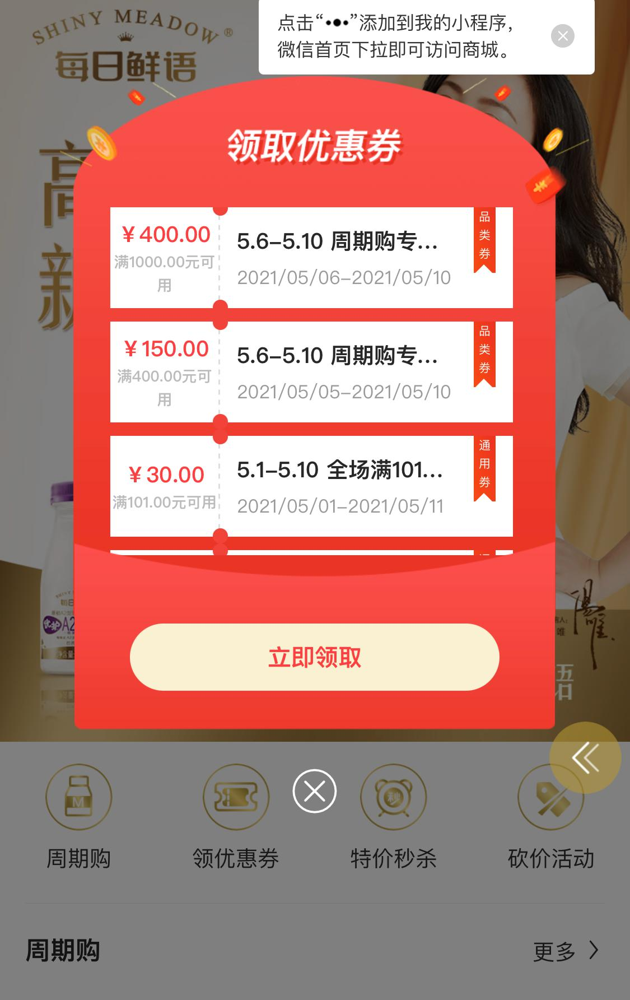 点击“•●•”添加到我的小程序，
微信首页下拉即可访问商城。
SHINY MEADOW®
每日鲜语
高
新
领取优惠券
¥400.00
满1000.00元可
用
5.6-5.10 周期购专...
2021/05/06-2021/05/10
品类券
¥150.00
满400.00元可
用
5.6-5.10 周期购专...
2021/05/05-2021/05/10
品类券
¥30.00
满101.00元可用
5.1-5.10 全场满101...
2021/05/01-2021/05/11
通用劵
立即领取
M
秒
周期购
领优惠券
特价秒杀
砍价活动
周期购
更多